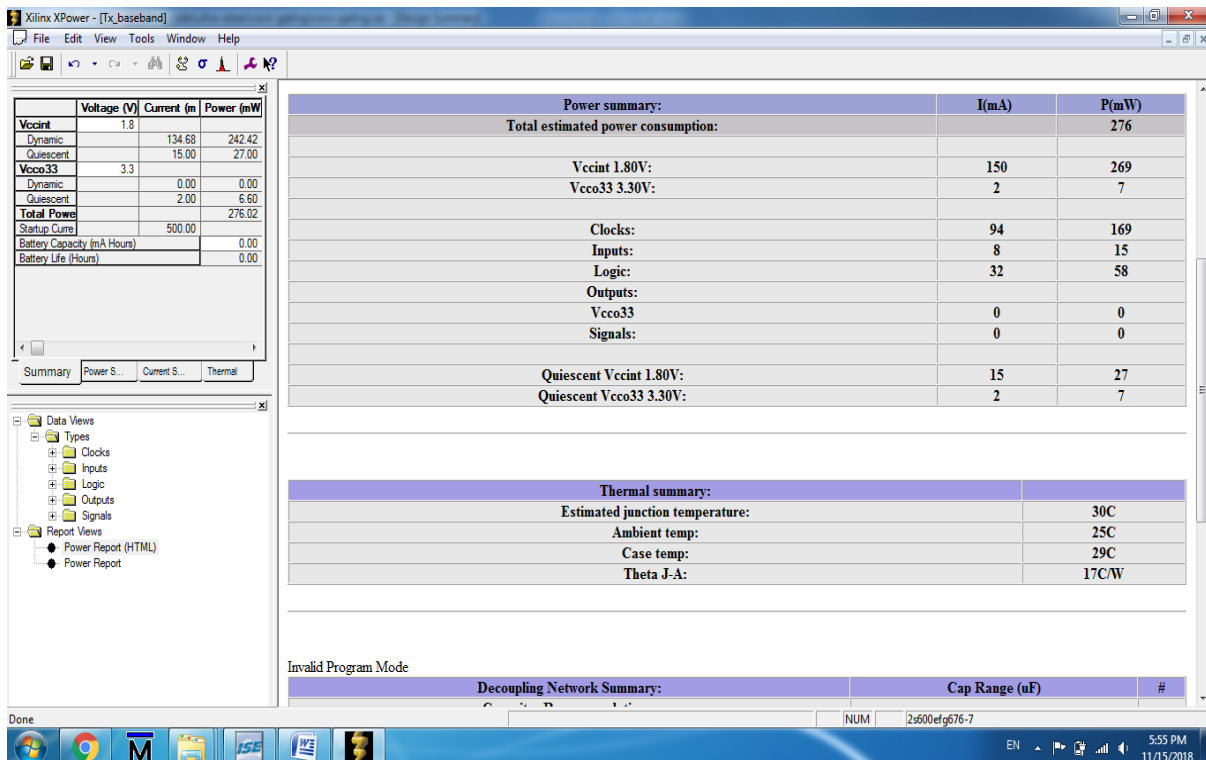 Xilinx XPower - [Tx_baseband]
File Edit View Tools Window Help
Voltage (V) Current (m Power (mW
Vccint 1.8
Dynamic 134.68 242.42
Quiescent 15.00 27.00
Vcco33 3.3
Dynamic 0.00 0.00
Quiescent 2.00 6.60
Total Powe 276.02
Startup Curre 500.00
Battery Capacity (mA Hours) 0.00
Battery Life (Hours) 0.00
Summary Power S... Current S... Thermal
Data Views
Types
Clocks
Inputs
Logic
Outputs
Signals
Report Views
Power Report (HTML)
Power Report
Power summary: I(mA) P(mW)
Total estimated power consumption: 276
Vccint 1.80V: 150 269
Vcco33 3.30V: 2 7
Clocks: 94 169
Inputs: 8 15
Logic: 32 58
Outputs:
Vcco33 0 0
Signals: 0 0
Quiescent Vccint 1.80V: 15 27
Quiescent Vcco33 3.30V: 2 7
Thermal summary:
Estimated junction temperature: 30C
Ambient temp: 25C
Case temp: 29C
Theta J-A: 17C/W
Invalid Program Mode
Decoupling Network Summary: Cap Range (uF) #
Done NUM 2s600efg676-7
M ISE W EN 5:55 PM
11/15/2018